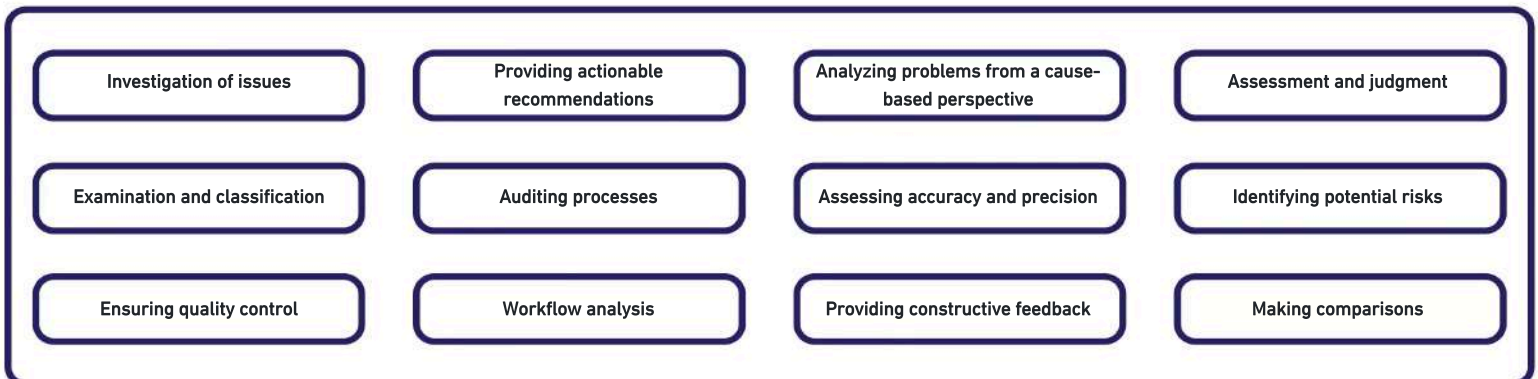 Investigation of issues
Providing actionable
recommendations
Analyzing problems from a cause-
based perspective
Assessment and judgment
Examination and classification
Auditing processes
Assessing accuracy and precision
Identifying potential risks
Ensuring quality control
Workflow analysis
Providing constructive feedback
Making comparisons